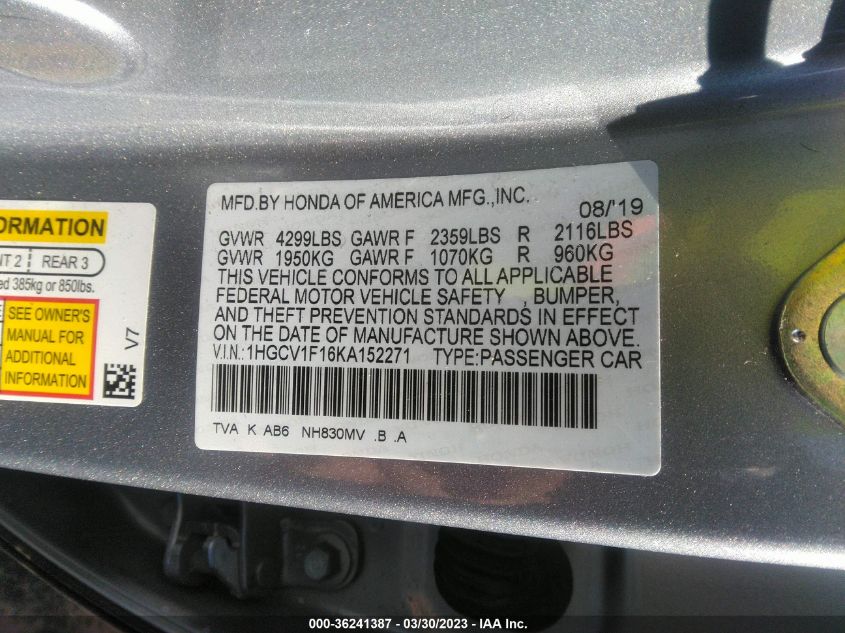 ORMATION
NT 2 REAR 3
ed 385kg or 850lbs.
SEE OWNER'S
MANUAL FOR
ADDITIONAL
INFORMATION
V7
MFD.BY HONDA OF AMERICA MFG.,INC.
08/'19
GVWR 4299LBS GAWR F 2359LBS R 2116LBS
GVWR 1950KG GAWR F 1070KG R 960KG
THIS VEHICLE CONFORMS TO ALL APPLICABLE
FEDERAL MOTOR VEHICLE SAFETY , BUMPER,
AND THEFT PREVENTION STANDARDS IN EFFECT
ON THE DATE OF MANUFACTURE SHOWN ABOVE.
V.I.N.: 1HGCV1F16KA152271 TYPE:PASSENGER CAR
TVA K AB6 NH830MV .B .A
000-36241387 — 03/30/2023 — IAA Inc.